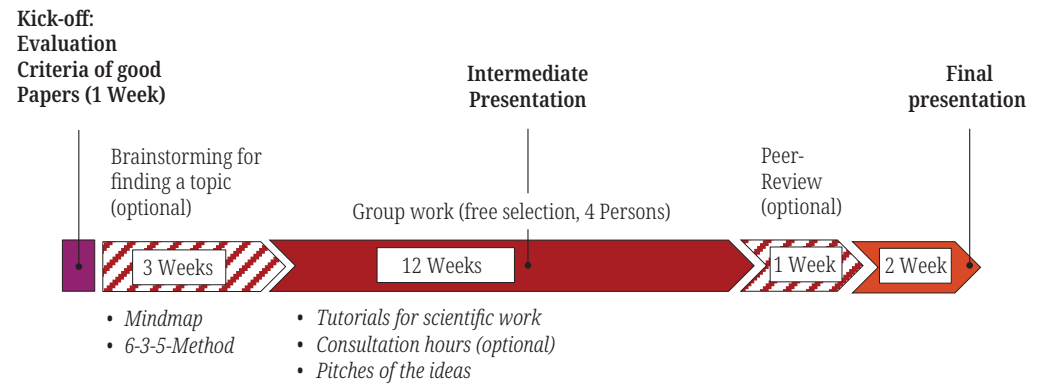 Kick-off:
Evaluation
Criteria of good
Papers (1 Week)
Intermediate
Presentation
Final
presentation
Brainstorming for
finding a topic
(optional)
Group work (free selection, 4 Persons)
Peer-
Review
(optional)
3 Weeks
12 Weeks
1 Week
2 Week
• Mindmap
• 6-3-5-Method
• Tutorials for scientific work
• Consultation hours (optional)
• Pitches of the ideas